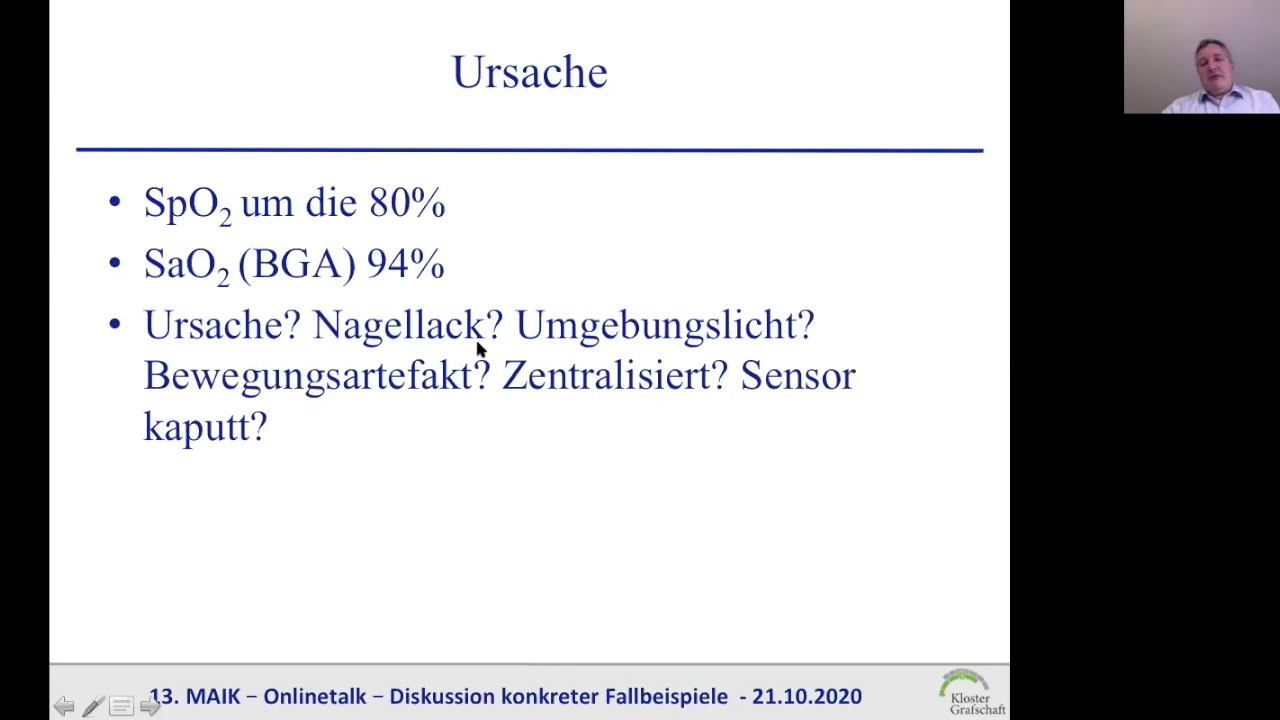 Ursache
• SpO₂ um die 80%
• SaO₂ (BGA) 94%
• Ursache? Nagellack? Umgebungslicht?
Bewegungsartefakt? Zentralisiert? Sensor
kaputt?
13. MAIK – Onlinetalk – Diskussion konkreter Fallbeispiele - 21.10.2020
Kloster
Grafschaft